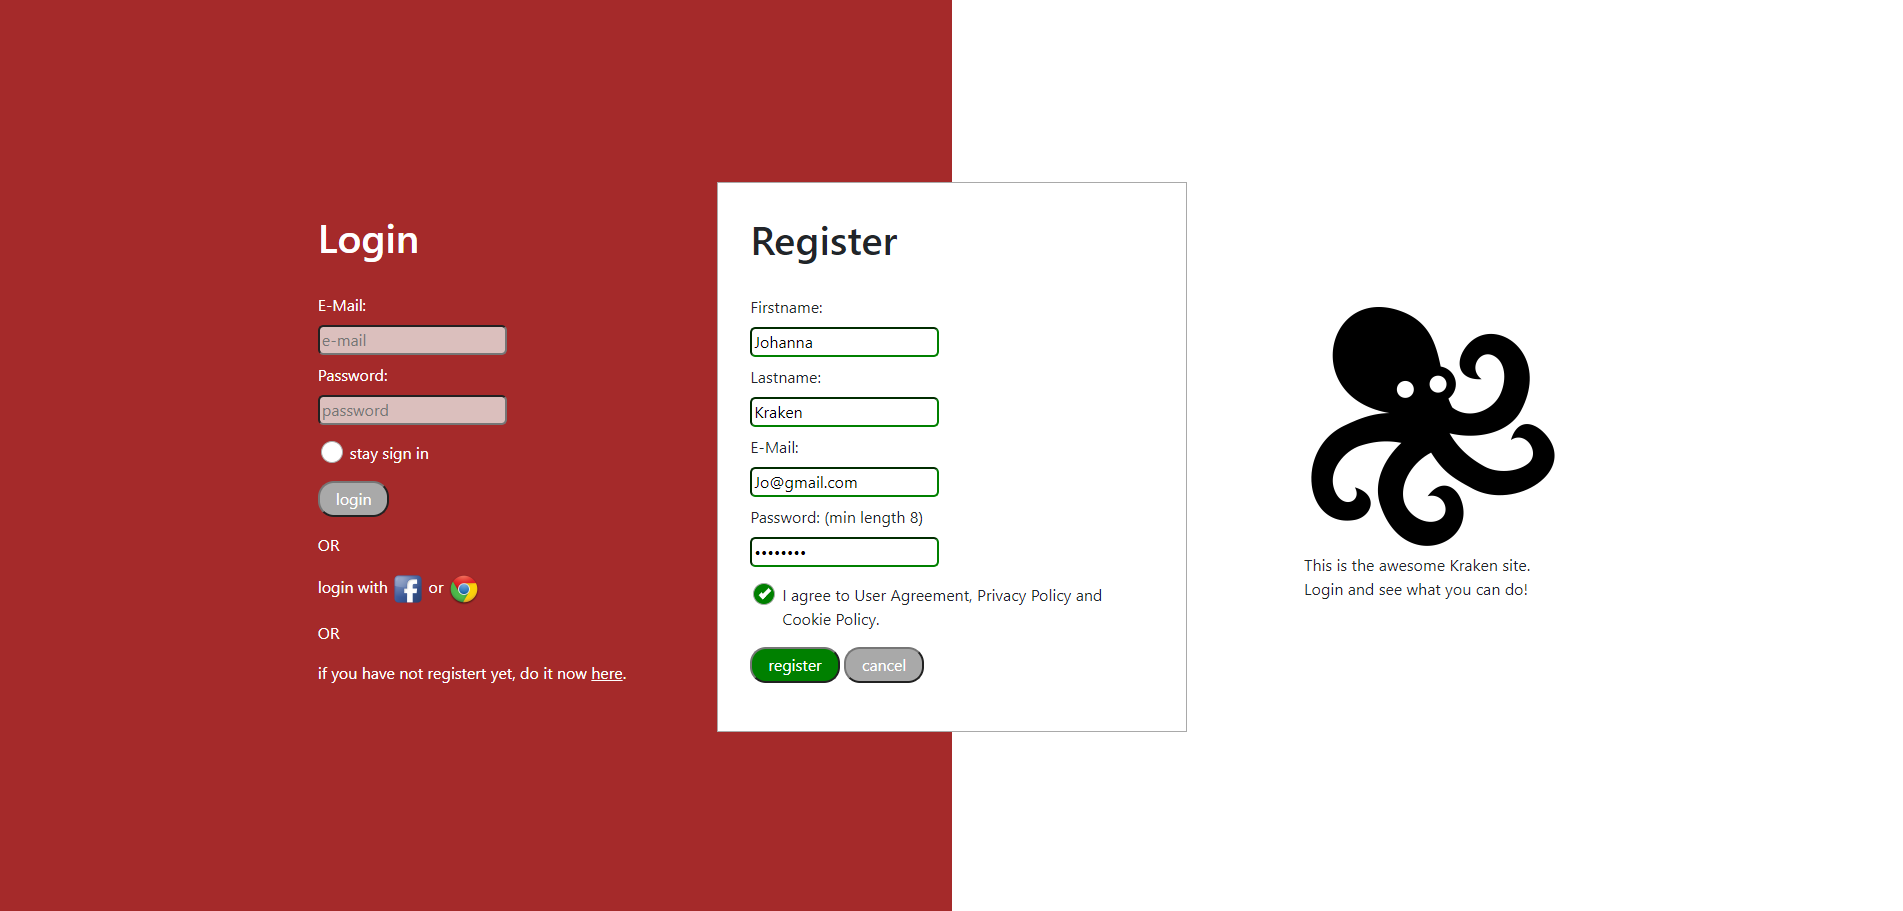 Login
E-Mail:
e-mail
Password:
password
stay sign in
login
OR
login with f or
OR
if you have not registert yet, do it now here.
Register
Firstname:
Johanna
Lastname:
Kraken
E-Mail:
Jo@gmail.com
Password: (min length 8)
••••••••
I agree to User Agreement, Privacy Policy and
Cookie Policy.
register cancel
This is the awesome Kraken site.
Login and see what you can do!